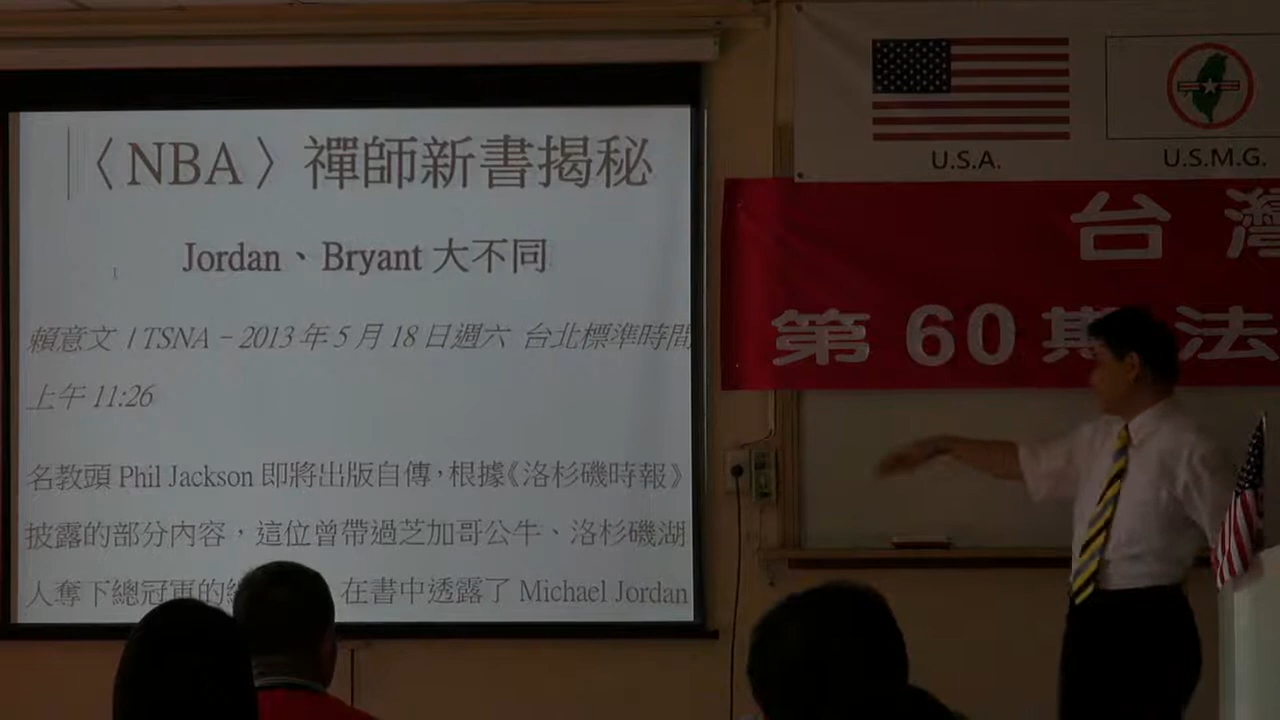 〈NBA〉禪師新書揭秘
Jordan、Bryant 大不同
賴意文 | TSNA – 2013 年 5 月 18 日週六 台北標準時間
上午 11:26
名教頭 Phil Jackson 即將出版自傳，根據《洛杉磯時報》
披露的部分內容，這位曾帶過芝加哥公牛、洛杉磯湖
人奪下總冠軍的 在書中透露了 Michael Jordan
U.S.A.
U.S.M.G.
台灣
第 60 期 法